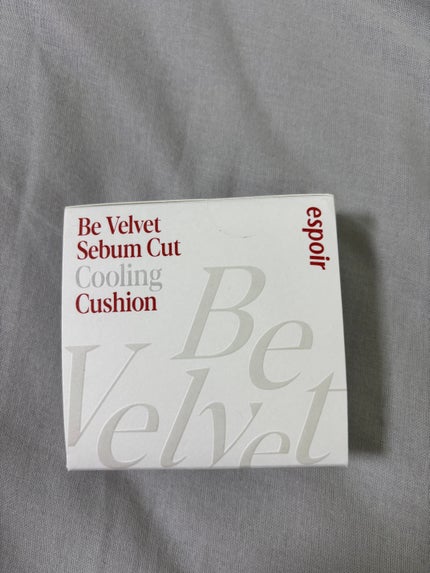 Be Velvet
Sebum Cut
Cooling
Cushion
espoir
Be
Velvet